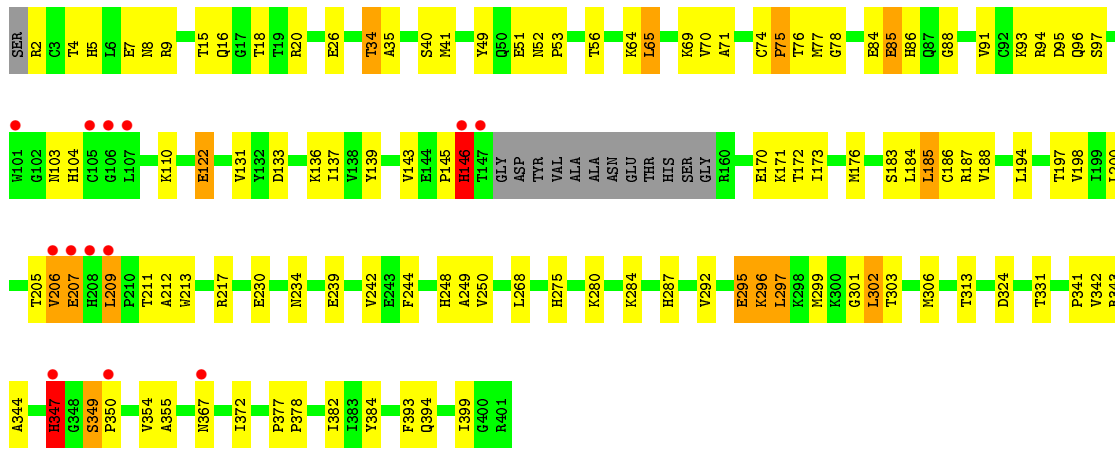 SER R2 C3 T4 H5 L6 E7 N8 R9 T15 Q16 G17 T18 T19 R20 E26 T34 A35 S40 M41 Y49 Q50 E51 N52 P53 T56 K64 L65 K69 V70 A71 C74 P75 T76 M77 G78 E84 E85 H86 Q87 G88 V91 C92 K93 R94 D95 Q96 S97
W101 G102 N103 H104 C105 G106 L107 K110 E122 V131 Y132 D133 K136 I137 V138 Y139 V143 E144 P145 H146 T147 GLY ASP TYR VAL ALA ALA ASN GLU THR HIS SER GLY R160 E170 K171 T172 I173 M176 S183 L184 L185 C186 R187 V188 L194 T197 V198 I199 L200
T205 V206 E207 H208 L209 P210 T211 A212 W213 R217 E230 N234 E239 V242 E243 F244 H248 A249 V250 L268 H275 K280 K284 H287 V292 E295 K296 L297 K298 M299 K300 G301 L302 T303 M306 T313 D324 T331 P341 V342
A344 H347 G348 S349 P350 V354 A355 N367 I372 P377 P378 I382 I383 Y384 F393 Q394 I399 G400 R401